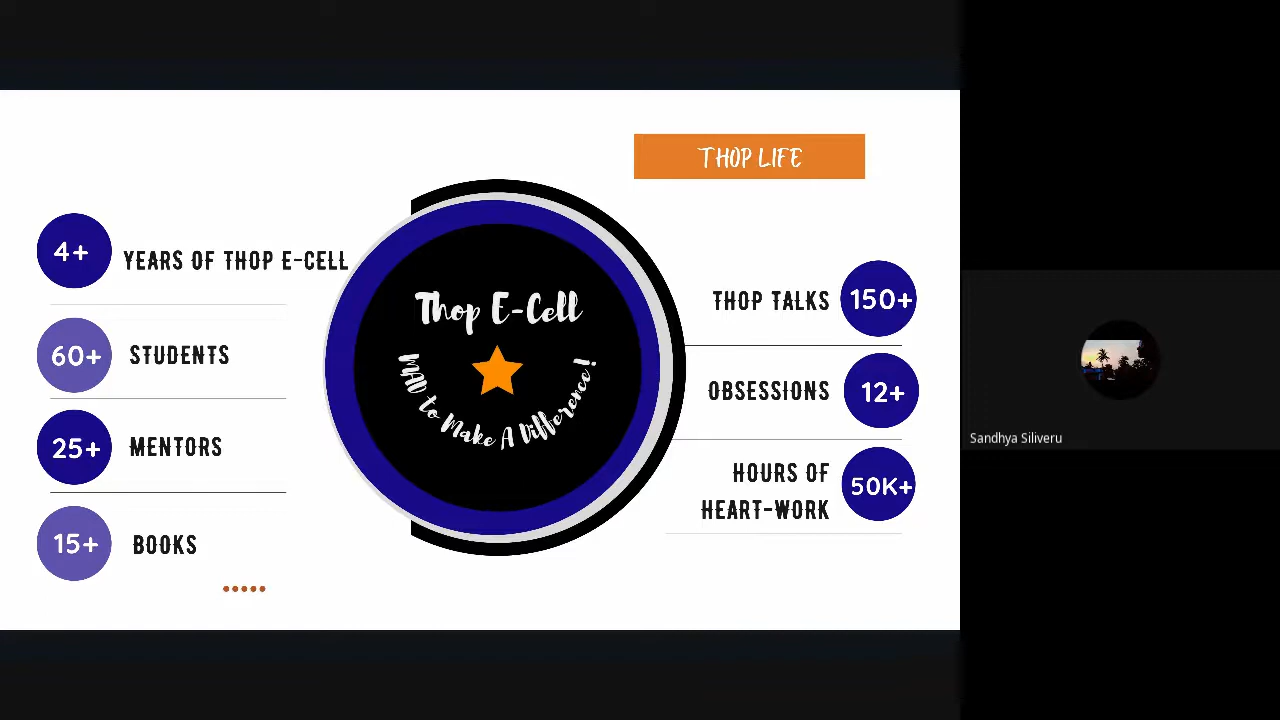 THOP LIFE
4+ YEARS OF THOP E-CELL
60+ STUDENTS
25+ MENTORS
15+ BOOKS
Thop E-Cell
MAD to Make A Difference !
THOP TALKS 150+
OBSESSIONS 12+
HOURS OF
HEART-WORK 50K+
Sandhya Siliveru